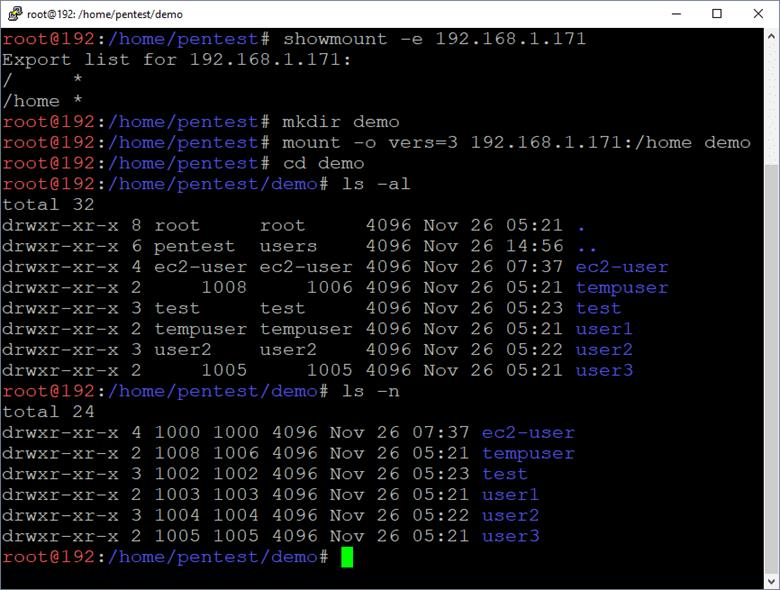 root@192: /home/pentest/demo
root@192:/home/pentest# showmount -e 192.168.1.171
Export list for 192.168.1.171:
/     *
/home *
root@192:/home/pentest# mkdir demo
root@192:/home/pentest# mount -o vers=3 192.168.1.171:/home demo
root@192:/home/pentest# cd demo
root@192:/home/pentest/demo# ls -al
total 32
drwxr-xr-x 8 root     root     4096 Nov 26 05:21 .
drwxr-xr-x 6 pentest  users    4096 Nov 26 14:56 ..
drwxr-xr-x 4 ec2-user ec2-user 4096 Nov 26 07:37 ec2-user
drwxr-xr-x 2     1008     1006 4096 Nov 26 05:21 tempuser
drwxr-xr-x 3 test     test     4096 Nov 26 05:23 test
drwxr-xr-x 2 tempuser tempuser 4096 Nov 26 05:21 user1
drwxr-xr-x 3 user2    user2    4096 Nov 26 05:22 user2
drwxr-xr-x 2     1005     1005 4096 Nov 26 05:21 user3
root@192:/home/pentest/demo# ls -n
total 24
drwxr-xr-x 4 1000 1000 4096 Nov 26 07:37 ec2-user
drwxr-xr-x 2 1008 1006 4096 Nov 26 05:21 tempuser
drwxr-xr-x 3 1002 1002 4096 Nov 26 05:23 test
drwxr-xr-x 2 1003 1003 4096 Nov 26 05:21 user1
drwxr-xr-x 3 1004 1004 4096 Nov 26 05:22 user2
drwxr-xr-x 2 1005 1005 4096 Nov 26 05:21 user3
root@192:/home/pentest/demo#